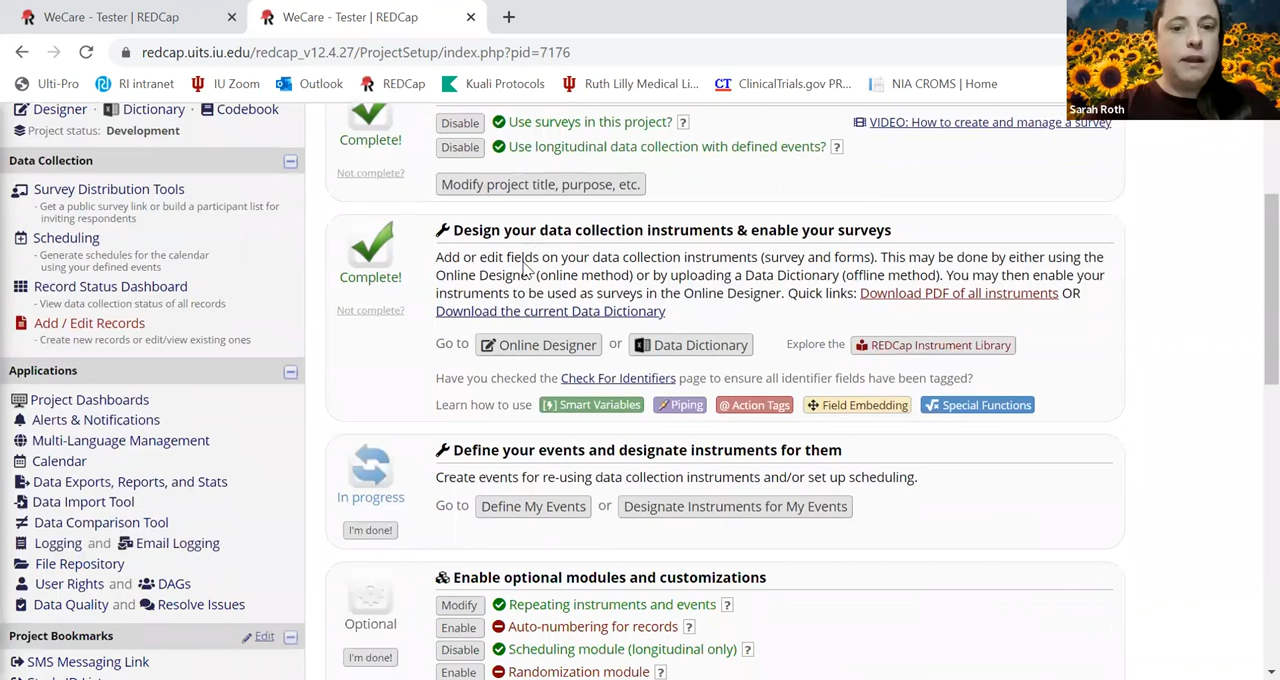 WeCare - Tester | REDCap
WeCare - Tester | REDCap
redcap.uits.iu.edu/redcap_v12.4.27/ProjectSetup/index.php?pid=7176
Ulti-Pro
RI intranet
IU Zoom
Outlook
REDCap
Kuali Protocols
Ruth Lilly Medical Li...
CT ClinicalTrials.gov PR...
NIA CROMS | Home
Sarah Roth
Designer · Dictionary · Codebook
Project status: Development
Data Collection
Survey Distribution Tools
- Get a public survey link or build a participant list for
inviting respondents
Scheduling
- Generate schedules for the calendar
using your defined events
Record Status Dashboard
- View data collection status of all records
Add / Edit Records
- Create new records or edit/view existing ones
Applications
Project Dashboards
Alerts & Notifications
Multi-Language Management
Calendar
Data Exports, Reports, and Stats
Data Import Tool
Data Comparison Tool
Logging and Email Logging
File Repository
User Rights and DAGs
Data Quality and Resolve Issues
Project Bookmarks
Edit
SMS Messaging Link
Complete!
Not complete?
Disable Use surveys in this project? ?
VIDEO: How to create and manage a survey
Disable Use longitudinal data collection with defined events? ?
Modify project title, purpose, etc.
Complete!
Not complete?
Design your data collection instruments & enable your surveys
Add or edit fields on your data collection instruments (survey and forms). This may be done by either using the
Online Designer (online method) or by uploading a Data Dictionary (offline method). You may then enable your
instruments to be used as surveys in the Online Designer. Quick links: Download PDF of all instruments OR
Download the current Data Dictionary
Go to Online Designer or Data Dictionary Explore the REDCap Instrument Library
Have you checked the Check For Identifiers page to ensure all identifier fields have been tagged?
Learn how to use Smart Variables Piping @ Action Tags Field Embedding Special Functions
In progress
I'm done!
Define your events and designate instruments for them
Create events for re-using data collection instruments and/or set up scheduling.
Go to Define My Events or Designate Instruments for My Events
Optional
I'm done!
Enable optional modules and customizations
Modify Repeating instruments and events ?
Enable Auto-numbering for records ?
Disable Scheduling module (longitudinal only) ?
Enable Randomization module ?